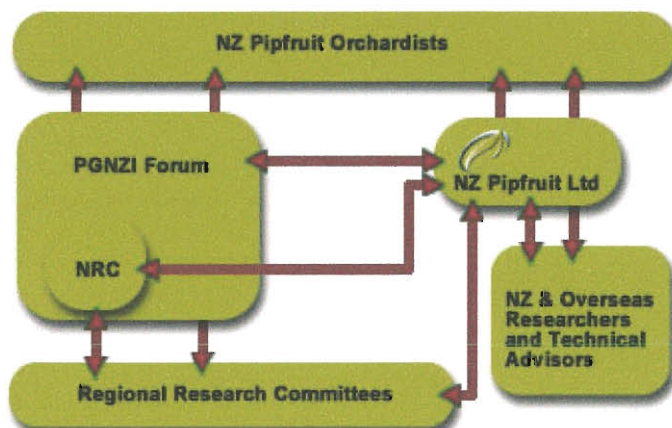 NZ Pipfruit Orchardists
PGNZI Forum
NZ Pipfruit Ltd
NRC
NZ & Overseas
Researchers
and Technical
Advisors
Regional Research Committees